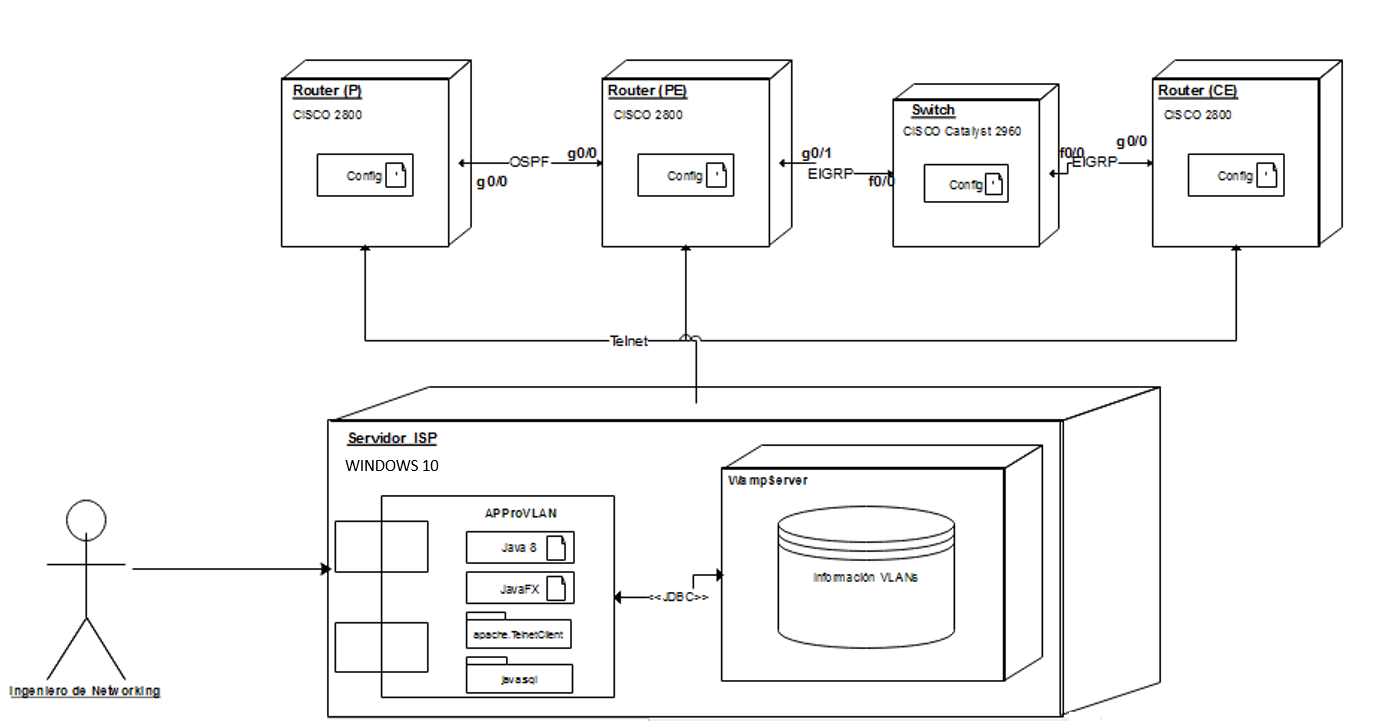 Router (P)
CISCO 2800
Config
OSPF
g0/0
g0/0
Router (PE)
CISCO 2800
Config
g0/1
EIGRP
f0/0
Switch
CISCO Catalyst 2960
Config
f0/0
EIGRP
g0/0
Router (CE)
CISCO 2800
Config
Telnet
Servidor ISP
WINDOWS 10
APProVLAN
Java 8
JavaFX
apache.TelnetClient
java.sql
<<JDBC>>
WampServer
Información VLANs
Ingeniero de Networking